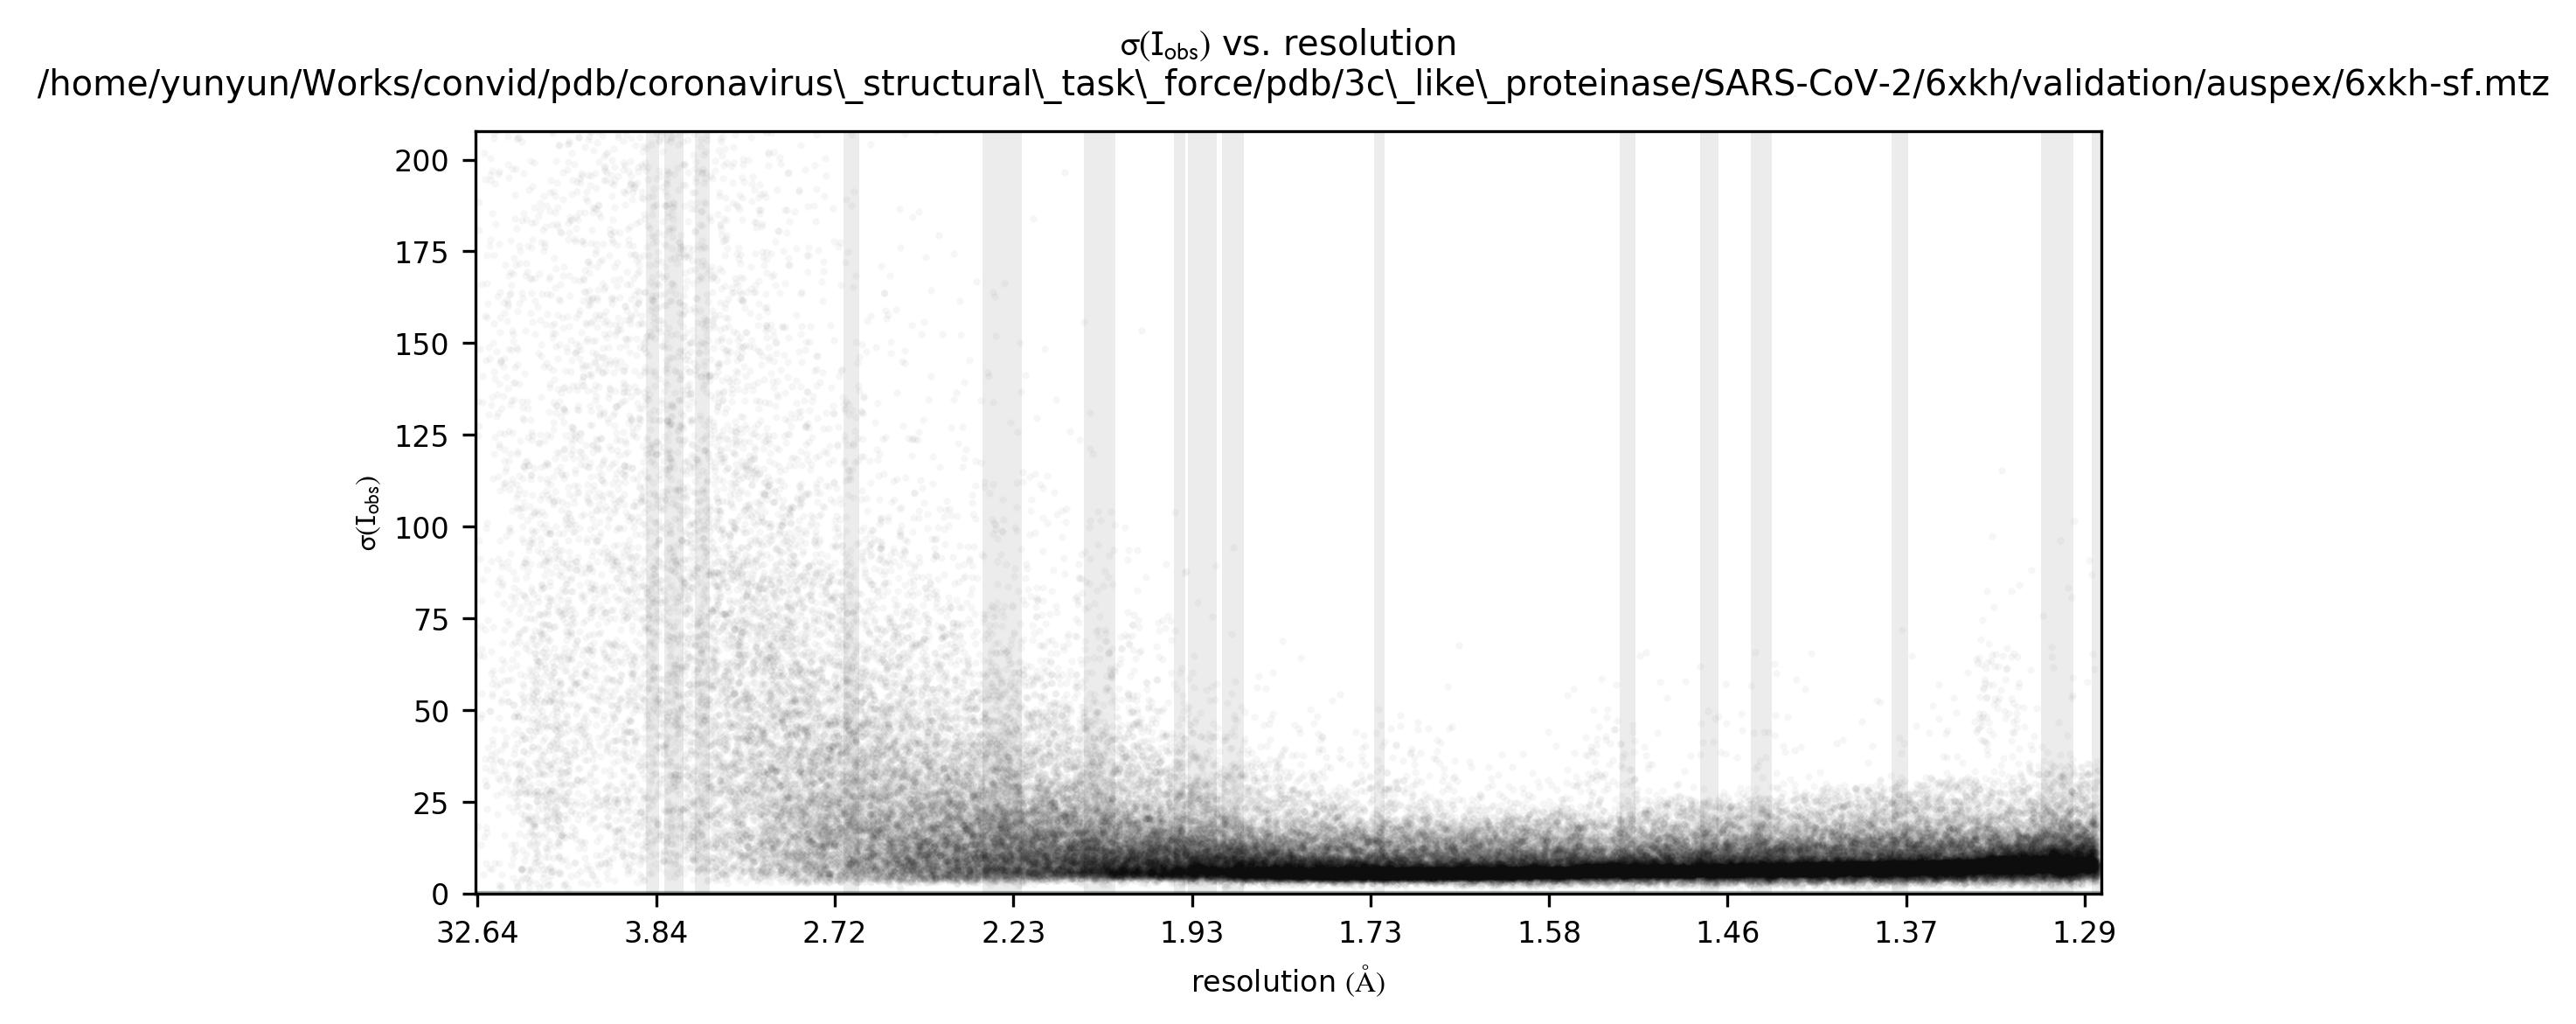 σ(I_obs) vs. resolution
/home/yunyun/Works/convid/pdb/coronavirus\_structural\_task\_force/pdb/3c\_like\_proteinase/SARS-CoV-2/6xkh/validation/auspex/6xkh-sf.mtz
200
175
150
125
100
75
50
25
0
σ(I_obs)
32.64 3.84 2.72 2.23 1.93 1.73 1.58 1.46 1.37 1.29
resolution (Å)